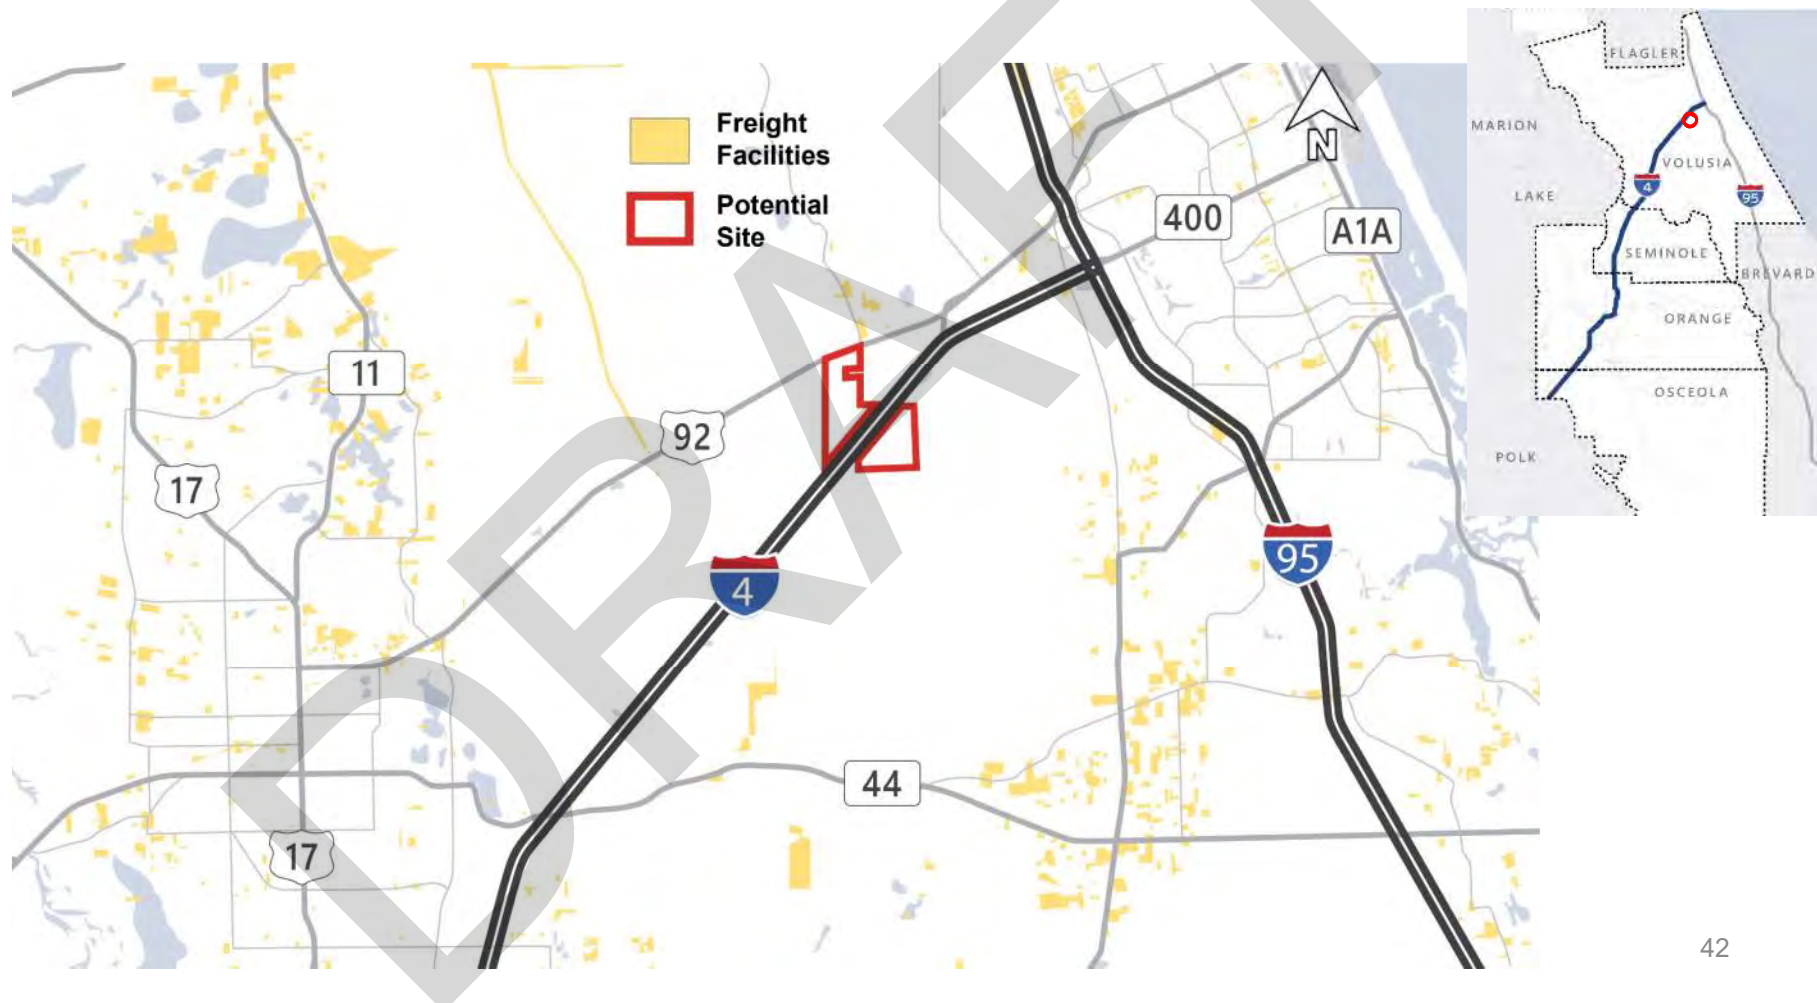 Freight
Facilities
Potential
Site
N
400
A1A
11
92
17
4
95
44
17
FLAGLER
MARION
VOLUSIA
LAKE
4
95
SEMINOLE
BREVARD
ORANGE
OSCEOLA
POLK
DRAFT
42